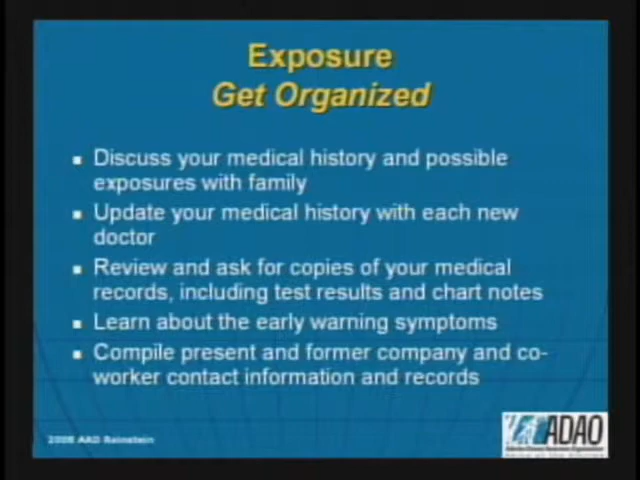 Exposure
Get Organized
Discuss your medical history and possible
exposures with family
Update your medical history with each new
doctor
Review and ask for copies of your medical
records, including test results and chart notes
Learn about the early warning symptoms
Compile present and former company and co-
worker contact information and records
ADAO